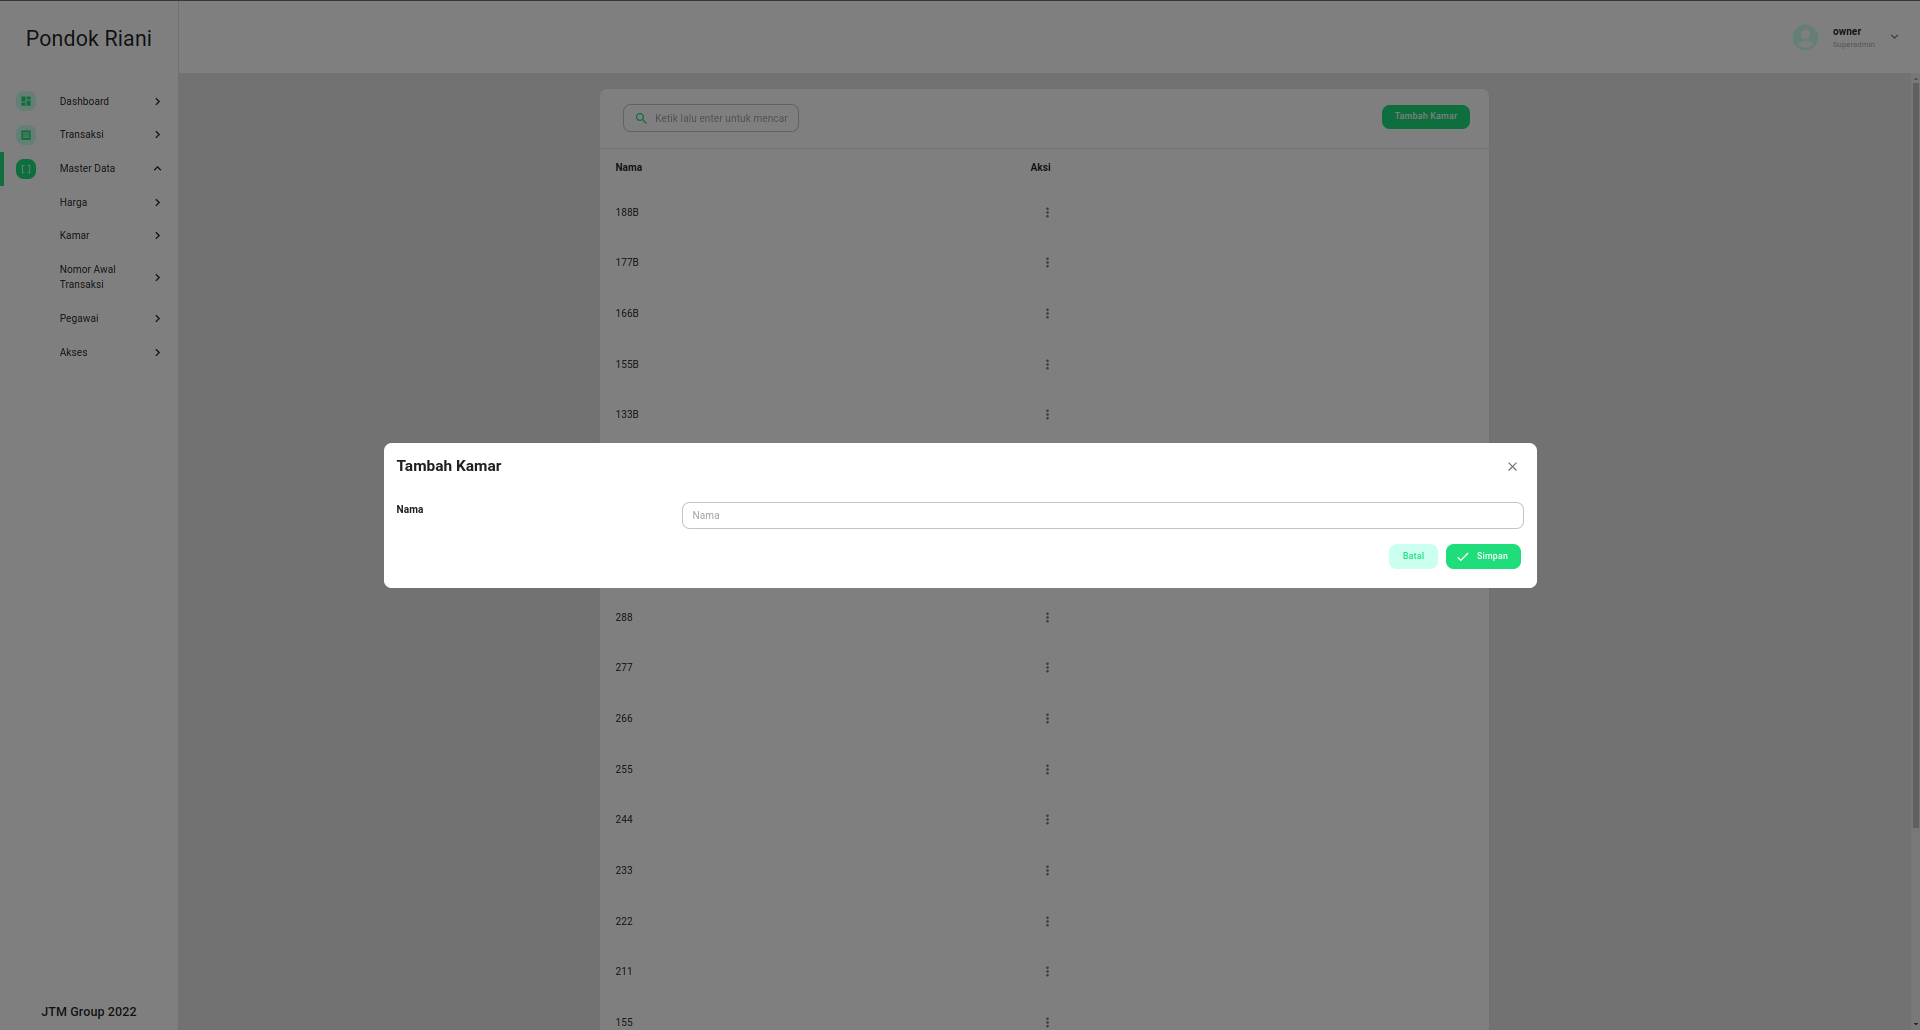 Pondok Riani
owner
Superadmin
Dashboard
Transaksi
Master Data
Harga
Kamar
Nomor Awal
Transaksi
Pegawai
Akses
JTM Group 2022
Ketik lalu enter untuk mencar
Tambah Kamar
Nama Aksi
188B
177B
166B
155B
133B
Tambah Kamar
Nama
Nama
Batal
Simpan
288
277
266
255
244
233
222
211
155